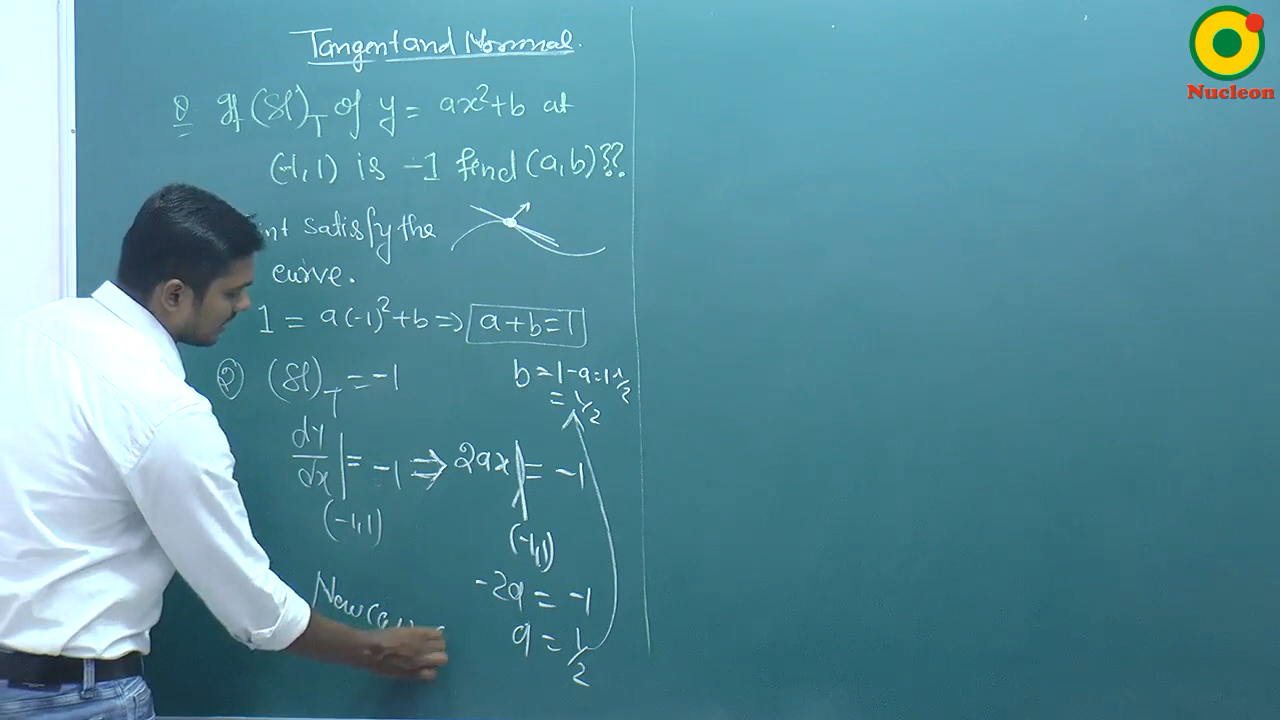 Tangent and Normal.
Q If (Sl)T of y = ax²+b at
(-1, 1) is -1 find (a, b)??
int satisfy the
curve.
1 = a(-1)²+b => a+b=1
② (Sl)T = -1
b = 1-a = 1-1/2
= 1/2
dy/dx | = -1 => 2ax | = -1
(-1,1) (-1,1)
-2a = -1
a = 1/2
Now
Nucleon